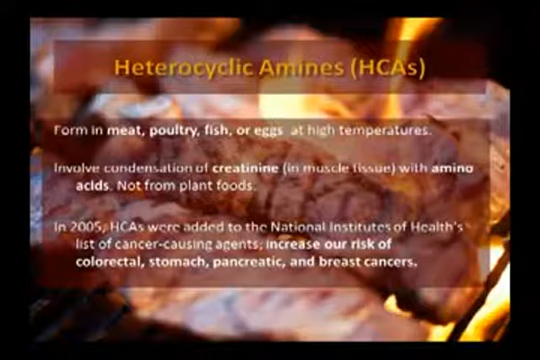 Heterocyclic Amines (HCAs)
Form in meat, poultry, fish, or eggs at high temperatures.
Involve condensation of creatinine (in muscle tissue) with amino
acids. Not from plant foods.
In 2005, HCAs were added to the National Institutes of Health's
list of cancer-causing agents; increase our risk of
colorectal, stomach, pancreatic, and breast cancers.